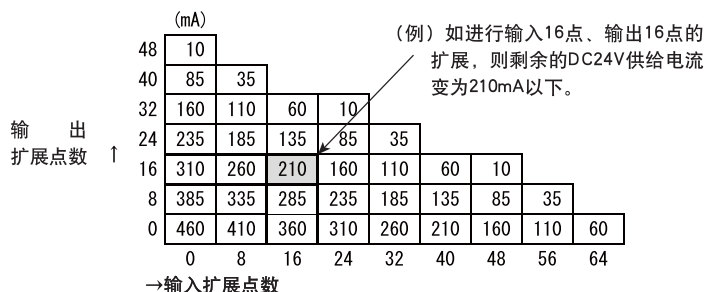 (mA)
(例)如进行输入16点、输出16点的
扩展，则剩余的DC24V供给电流
变为210mA以下。
48 10
40 85 35
32 160 110 60 10
输 出
扩展点数 ↑
24 235 185 135 85 35
16 310 260 210 160 110 60 10
8 385 335 285 235 185 135 85 35
0 460 410 360 310 260 210 160 110 60
0 8 16 24 32 40 48 56 64
→输入扩展点数